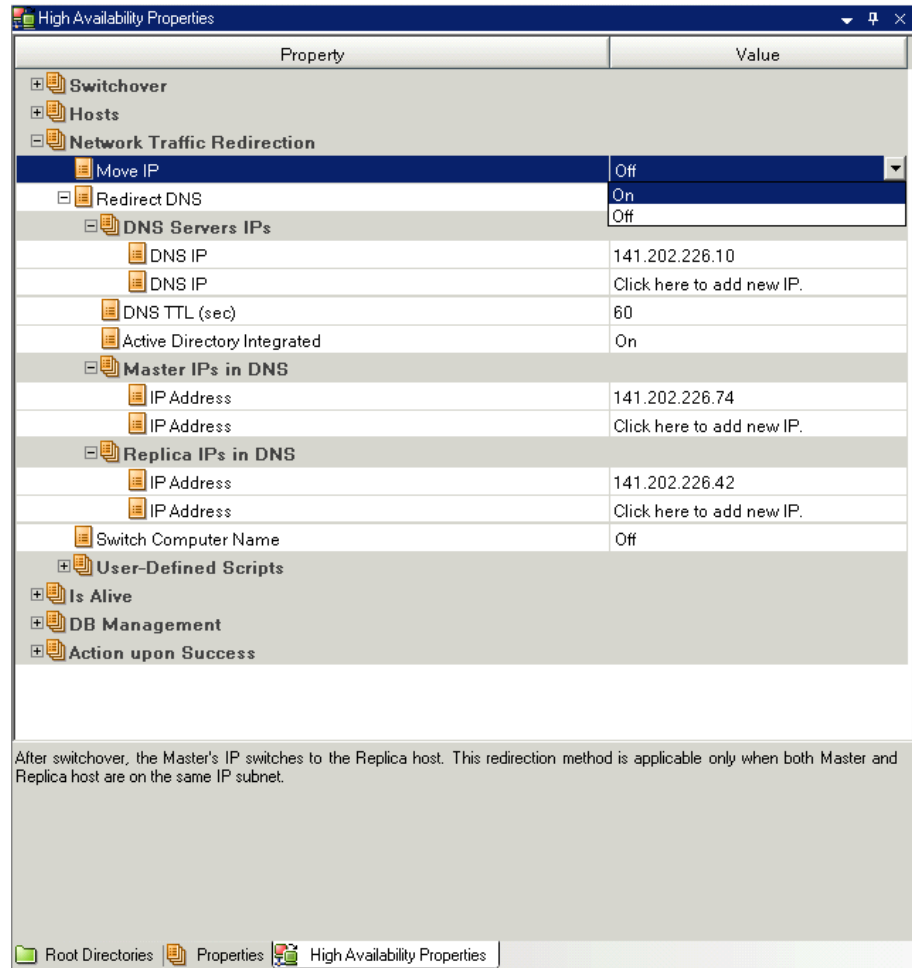 High Availability Properties
Property Value
Switchover
Hosts
Network Traffic Redirection
Move IP Off
On
Redirect DNS
Off
DNS Servers IPs
DNS IP 141.202.226.10
DNS IP Click here to add new IP.
DNS TTL (sec) 60
Active Directory Integrated On
Master IPs in DNS
IP Address 141.202.226.74
IP Address Click here to add new IP.
Replica IPs in DNS
IP Address 141.202.226.42
IP Address Click here to add new IP.
Switch Computer Name Off
User-Defined Scripts
Is Alive
DB Management
Action upon Success
After switchover, the Master's IP switches to the Replica host. This redirection method is applicable only when both Master and
Replica host are on the same IP subnet.
Root Directories Properties High Availability Properties